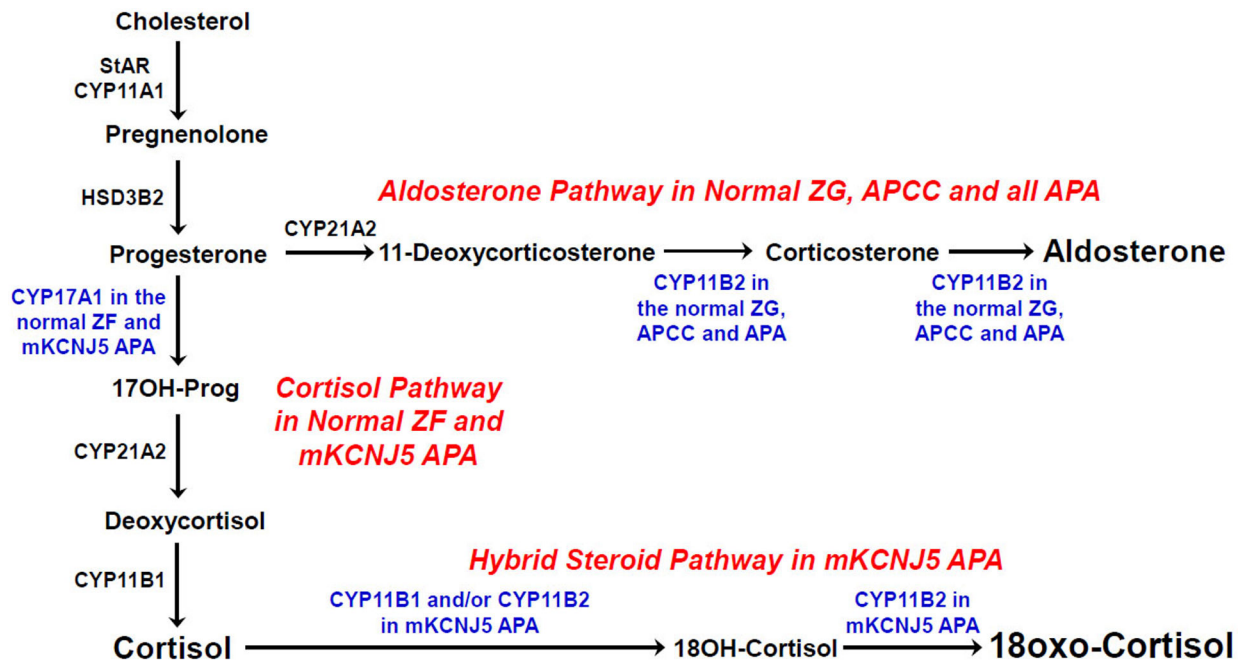 Cholesterol
StAR
CYP11A1
Pregnenolone
HSD3B2
Aldosterone Pathway in Normal ZG, APCC and all APA
CYP21A2
Progesterone
11-Deoxycorticosterone
Corticosterone
Aldosterone
CYP17A1 in the
normal ZF and
mKCNJ5 APA
CYP11B2 in
the normal ZG,
APCC and APA
CYP11B2 in
the normal ZG,
APCC and APA
17OH-Prog
Cortisol Pathway
in Normal ZF and
mKCNJ5 APA
CYP21A2
Deoxycortisol
CYP11B1
Hybrid Steroid Pathway in mKCNJ5 APA
CYP11B1 and/or CYP11B2
in mKCNJ5 APA
CYP11B2 in
mKCNJ5 APA
Cortisol
18OH-Cortisol
18oxo-Cortisol